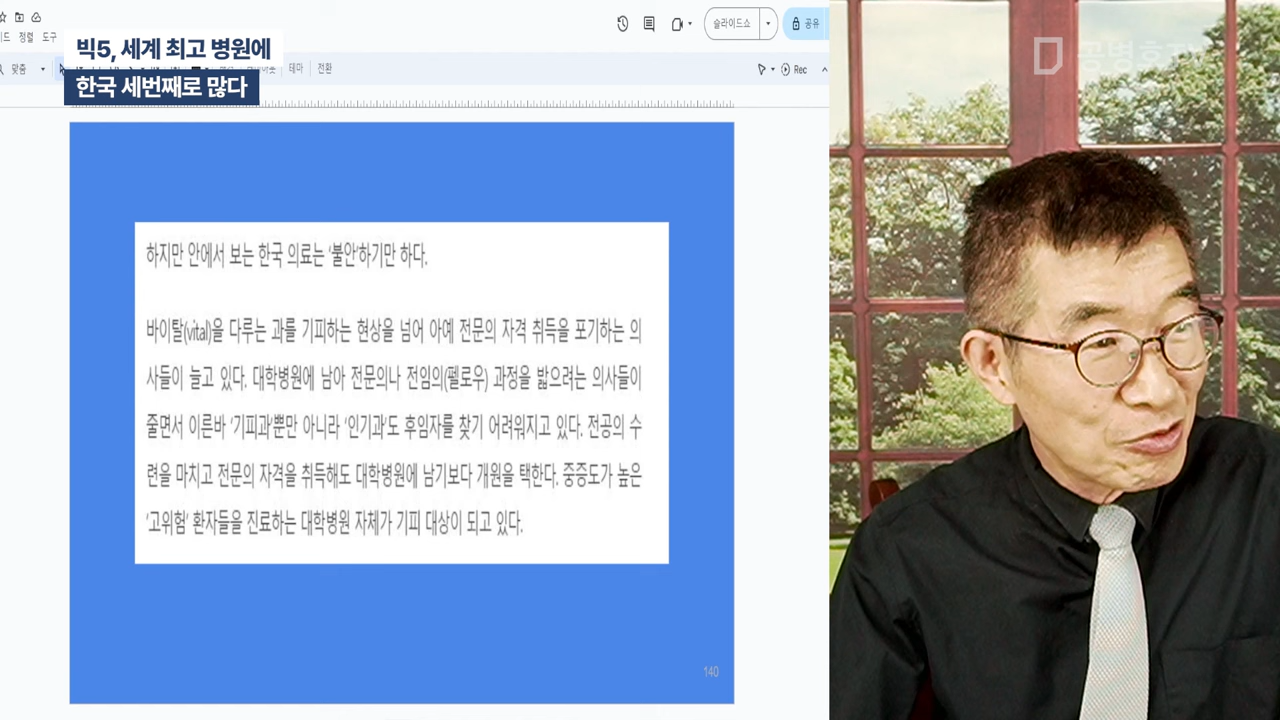 정렬
도구
슬라이드쇼
공유
빅5, 세계 최고 병원에
한국 세번째로 많다
맞춤
테마
전환
Rec
공병호TV
하지만 안에서 보는 한국 의료는 ‘불안’하기만 하다.
바이탈(vital)을 다루는 과를 기피하는 현상을 넘어 아예 전문의 자격 취득을 포기하는 의
사들이 늘고 있다. 대학병원에 남아 전문의나 전임의(펠로우) 과정을 밟으려는 의사들이
줄면서 이른바 ‘기피과’뿐만 아니라 ‘인기과’도 후임자를 찾기 어려워지고 있다. 전공의 수
련을 마치고 전문의 자격을 취득해도 대학병원에 남기보다 개원을 택한다. 중증도가 높은
‘고위험’ 환자들을 진료하는 대학병원 자체가 기피 대상이 되고 있다.
140